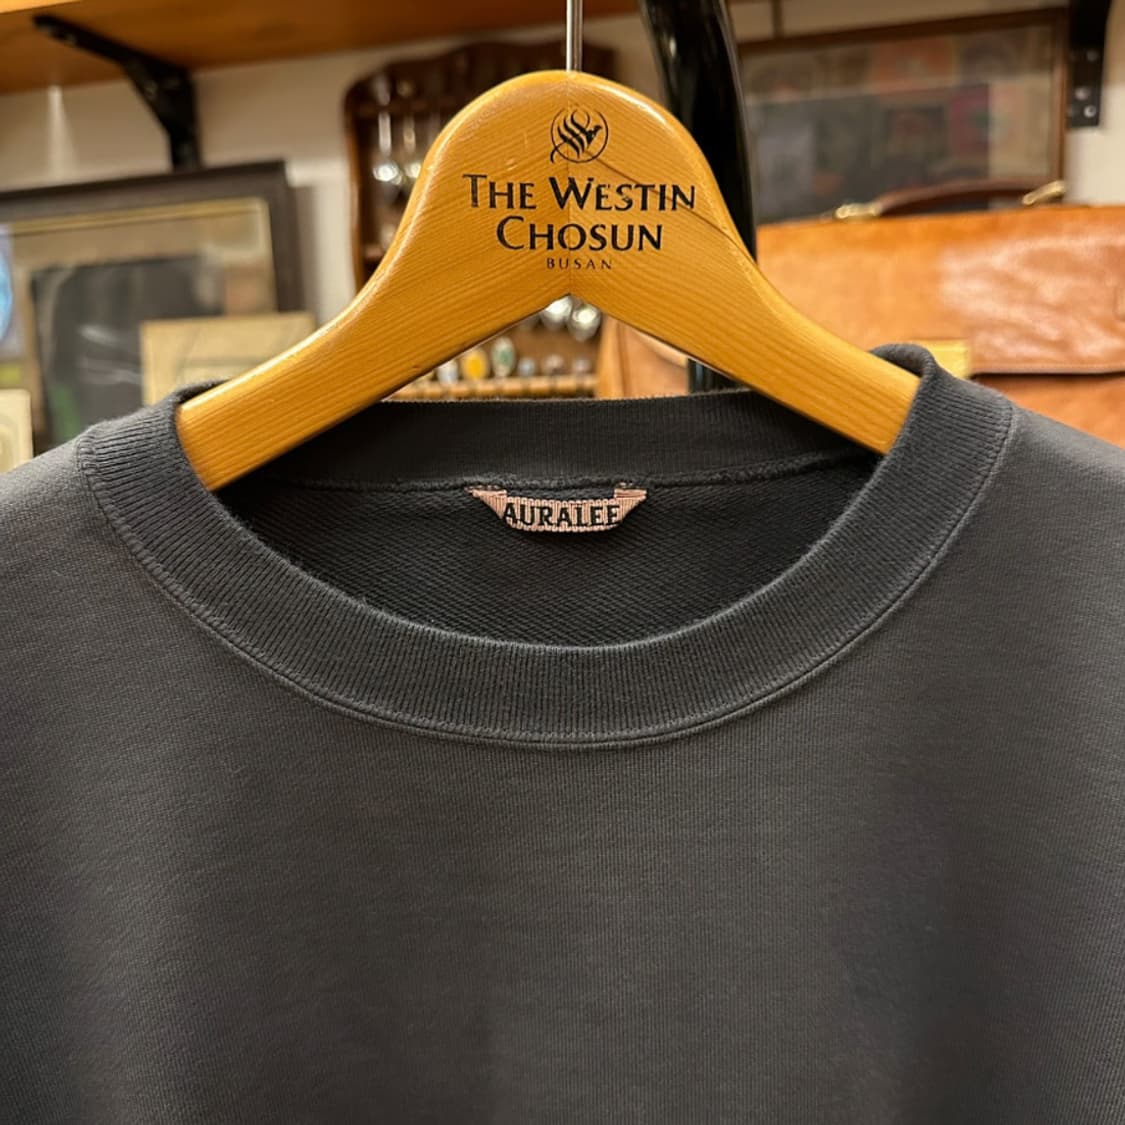 THE WESTIN
CHOSUN
BUSAN
AURALEE